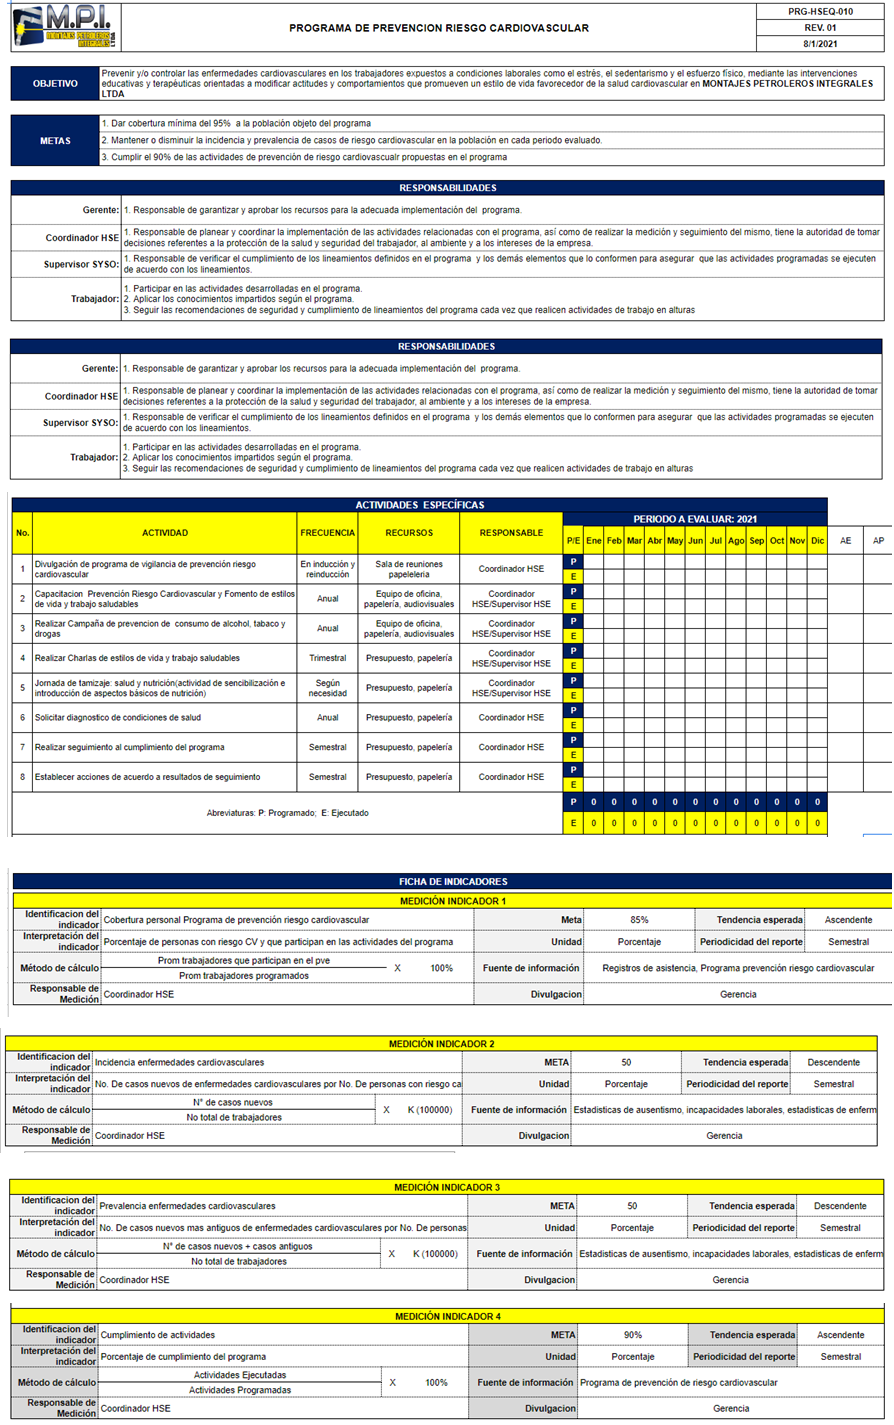 M.P.I.
MONTAJES PETROLEROS
INTEGRALES
LTDA
PROGRAMA DE PREVENCION RIESGO CARDIOVASCULAR
PRG-HSEQ-010
REV. 01
8/1/2021
OBJETIVO
Prevenir y/o controlar las enfermedades cardiovasculares en los trabajadores expuestos a condiciones laborales como el estrés, el sedentarismo y el esfuerzo físico, mediante las intervenciones
educativas y terapéuticas orientadas a modificar actitudes y comportamientos que promueven un estilo de vida favorecedor de la salud cardiovascular en MONTAJES PETROLEROS INTEGRALES
LTDA
METAS
1. Dar cobertura mínima del 95% a la población objeto del programa
2. Mantener o disminuir la incidencia y prevalencia de casos de riesgo cardiovascular en la población en cada periodo evaluado.
3. Cumplir el 90% de las actividades de prevención de riesgo cardiovascualr propuestas en el programa
RESPONSABILIDADES
Gerente: 1. Responsable de garantizar y aprobar los recursos para la adecuada implementación del programa.
Coordinador HSE 1. Responsable de planear y coordinar la implementación de las actividades relacionadas con el programa, así como de realizar la medición y seguimiento del mismo, tiene la autoridad de tomar
decisiones referentes a la protección de la salud y seguridad del trabajador, al ambiente y a los intereses de la empresa.
Supervisor SYSO: 1. Responsable de verificar el cumplimiento de los lineamientos definidos en el programa y los demás elementos que lo conformen para asegurar que las actividades programadas se ejecuten
de acuerdo con los lineamientos.
Trabajador: 1. Participar en las actividades desarrolladas en el programa.
2. Aplicar los conocimientos impartidos según el programa.
3. Seguir las recomendaciones de seguridad y cumplimiento de lineamientos del programa cada vez que realicen actividades de trabajo en alturas
RESPONSABILIDADES
Gerente: 1. Responsable de garantizar y aprobar los recursos para la adecuada implementación del programa.
Coordinador HSE 1. Responsable de planear y coordinar la implementación de las actividades relacionadas con el programa, así como de realizar la medición y seguimiento del mismo, tiene la autoridad de tomar
decisiones referentes a la protección de la salud y seguridad del trabajador, al ambiente y a los intereses de la empresa.
Supervisor SYSO: 1. Responsable de verificar el cumplimiento de los lineamientos definidos en el programa y los demás elementos que lo conformen para asegurar que las actividades programadas se ejecuten
de acuerdo con los lineamientos.
Trabajador: 1. Participar en las actividades desarrolladas en el programa.
2. Aplicar los conocimientos impartidos según el programa.
3. Seguir las recomendaciones de seguridad y cumplimiento de lineamientos del programa cada vez que realicen actividades de trabajo en alturas
ACTIVIDADES ESPECÍFICAS
PERIODO A EVALUAR: 2021
No. ACTIVIDAD FRECUENCIA RECURSOS RESPONSABLE P/E Ene Feb Mar Abr May Jun Jul Ago Sep Oct Nov Dic AE AP
1 Divulgación de programa de vigilancia de prevención riesgo
cardiovascular
En inducción y
reinducción
Sala de reuniones
papeleleria
Coordinador HSE
P
E
2 Capacitacion Prevención Riesgo Cardiovascular y Fomento de estilos
de vida y trabajo saludables
Anual
Equipo de oficina,
papelería, audiovisuales
Coordinador
HSE/Supervisor HSE
P
E
3 Realizar Campaña de prevencion de consumo de alcohol, tabaco y
drogas
Anual
Equipo de oficina,
papelería, audiovisuales
Coordinador
HSE/Supervisor HSE
P
E
4 Realizar Charlas de estilos de vida y trabajo saludables
Trimestral
Presupuesto, papelería
Coordinador
HSE/Supervisor HSE
P
E
5 Jornada de tamizaje: salud y nutrición(actividad de sencibilización e
introducción de aspectos básicos de nutrición)
Según
necesidad
Presupuesto, papelería
Coordinador
HSE/Supervisor HSE
P
E
6 Solicitar diagnostico de condiciones de salud
Anual
Presupuesto, papelería
Coordinador HSE
P
E
7 Realizar seguimiento al cumplimiento del programa
Semestral
Presupuesto, papelería
Coordinador HSE
P
E
8 Establecer acciones de acuerdo a resultados de seguimiento
Semestral
Presupuesto, papelería
Coordinador HSE
P
E
Abreviaturas: P: Programado; E: Ejecutado
P 0 0 0 0 0 0 0 0 0 0 0 0
E 0 0 0 0 0 0 0 0 0 0 0 0
FICHA DE INDICADORES
MEDICIÓN INDICADOR 1
Identificacion del
indicador
Cobertura personal Programa de prevención riesgo cardiovascular
Meta 85% Tendencia esperada Ascendente
Interpretación del
indicador
Porcentaje de personas con riesgo CV y que participan en las actividades del programa
Unidad Porcentaje Periodicidad del reporte Semestral
Método de cálculo
Prom trabajadores que participan en el pve
Prom trabajadores programados
X 100%
Fuente de información Registros de asistencia, Programa prevención riesgo cardiovascular
Responsable de
Medición
Coordinador HSE
Divulgacion Gerencia
MEDICIÓN INDICADOR 2
Identificacion del
indicador
Incidencia enfermedades cardiovasculares
META 50 Tendencia esperada Descendente
Interpretación del
indicador
No. De casos nuevos de enfermedades cardiovasculares por No. De personas con riesgo ca
Unidad Porcentaje Periodicidad del reporte Semestral
Método de cálculo
N° de casos nuevos
No total de trabajadores
X K (100000)
Fuente de información Estadisticas de ausentismo, incapacidades laborales, estadisticas de enferm
Responsable de
Medición
Coordinador HSE
Divulgacion Gerencia
MEDICIÓN INDICADOR 3
Identificacion del
indicador
Prevalencia enfermedades cardiovasculares
META 50 Tendencia esperada Descendente
Interpretación del
indicador
No. De casos nuevos mas antiguos de enfermedades cardiovasculares por No. De personas
Unidad Porcentaje Periodicidad del reporte Semestral
Método de cálculo
N° de casos nuevos + casos antiguos
No total de trabajadores
X K (100000)
Fuente de información Estadisticas de ausentismo, incapacidades laborales, estadisticas de enferm
Responsable de
Medición
Coordinador HSE
Divulgacion Gerencia
MEDICIÓN INDICADOR 4
Identificacion del
indicador
Cumplimiento de actividades
META 90% Tendencia esperada Ascendente
Interpretación del
indicador
Porcentaje de cumplimiento del programa
Unidad Porcentaje Periodicidad del reporte Semestral
Método de cálculo
Actividades Ejecutadas
Actividades Programadas
X 100%
Fuente de información Programa de prevención de riesgo cardiovascular
Responsable de
Medición
Coordinador HSE
Divulgacion Gerencia